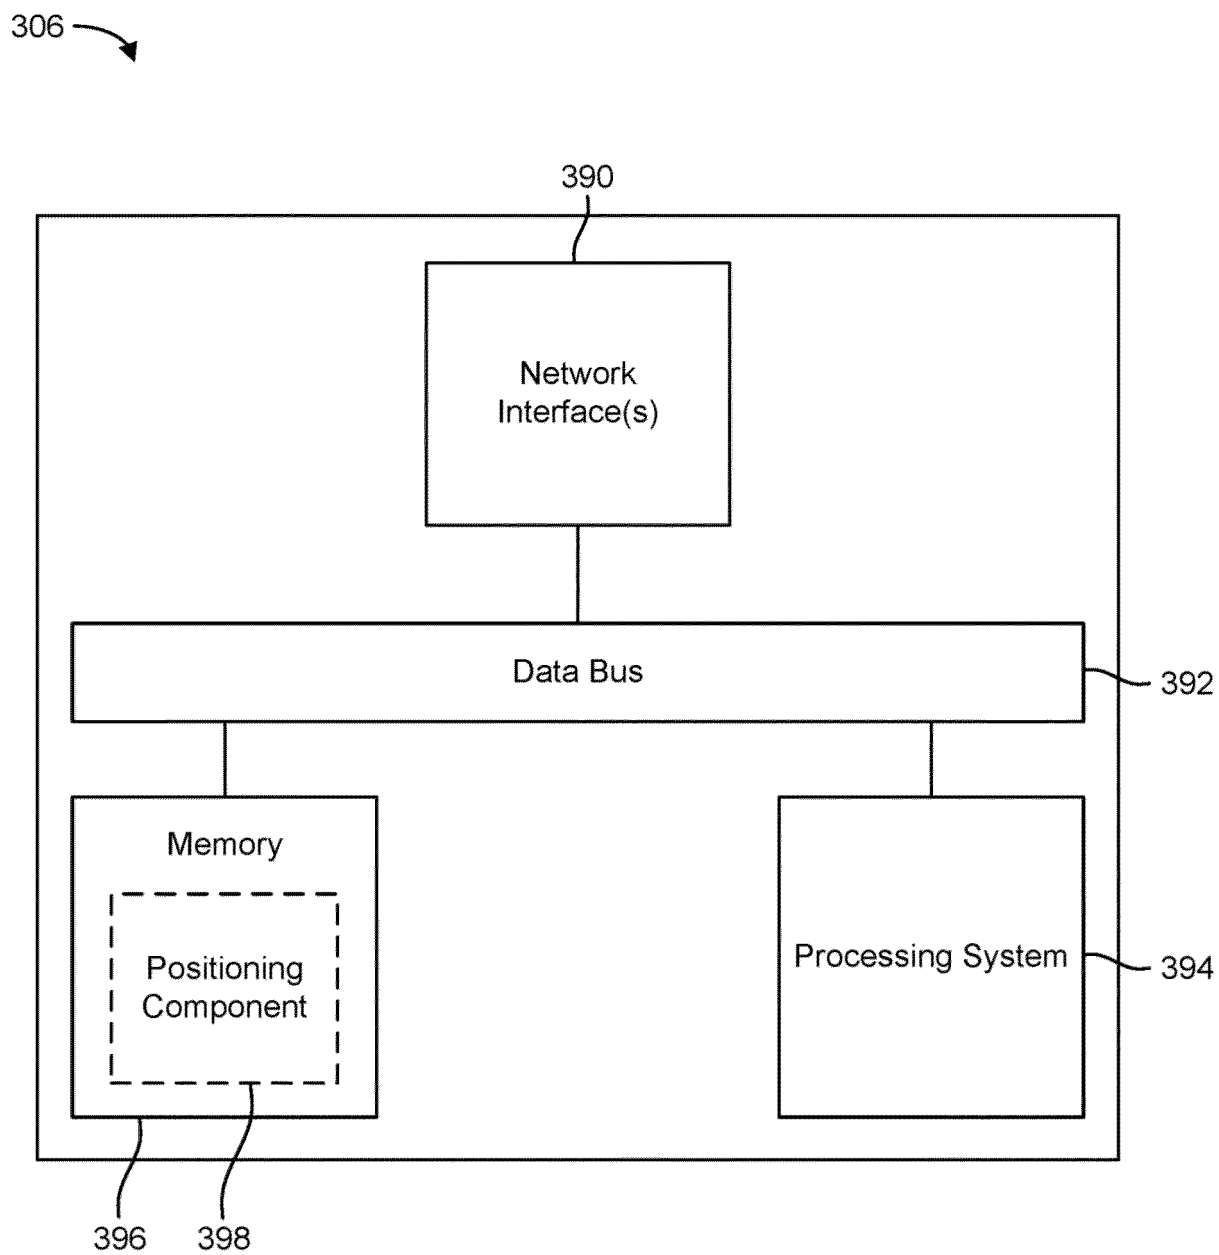 306
390
Network
Interface(s)
Data Bus
392
Memory
Positioning
Component
Processing System
394
396
398